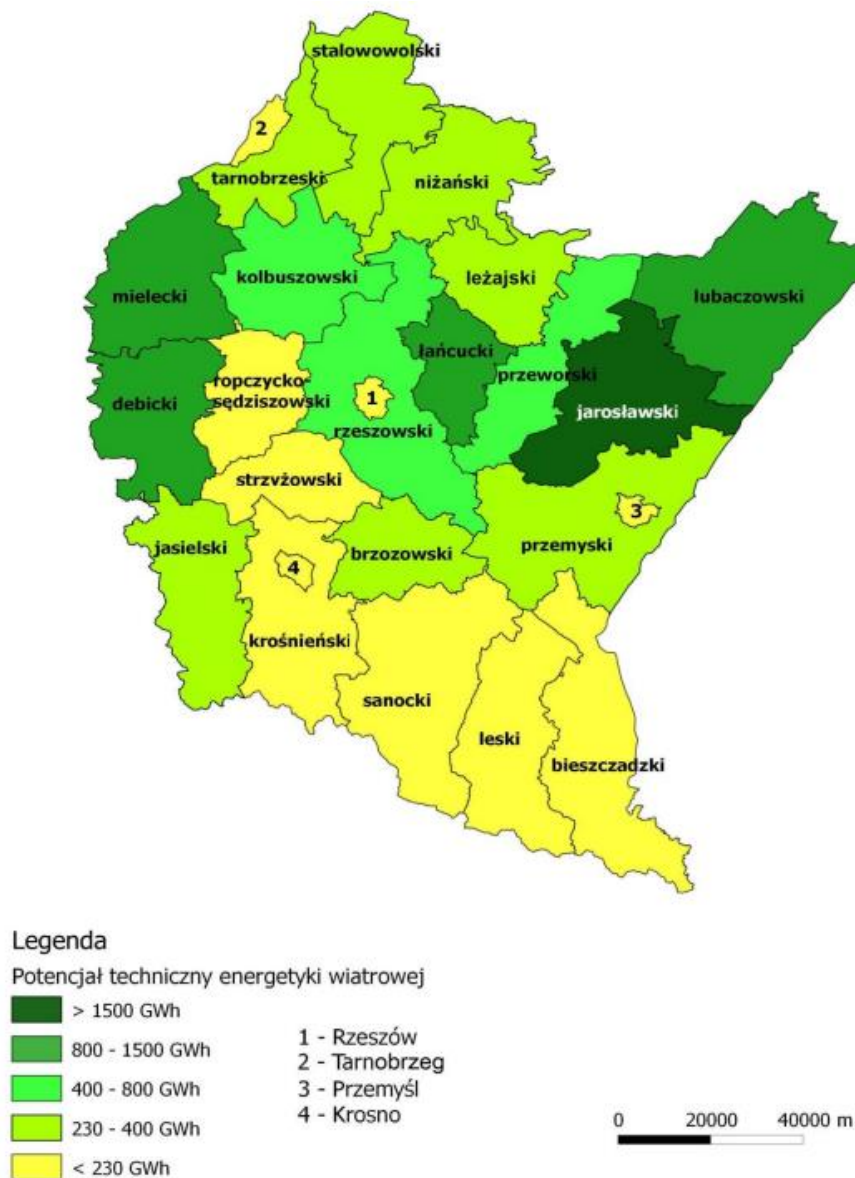 stalowowolski
2
tarnobrzeski
niżański
kolbuszowski
leżajski
mielecki
lubaczowski
łańcucki
ropczycko-
sędziszowski
przeworski
debicki
1
jarosławski
rzeszowski
strzyżowski
3
jasielski
brzozowski
przemyski
4
krośnieński
sanocki
leski
bieszczadzki
Legenda
Potencjał techniczny energetyki wiatrowej
> 1500 GWh
800 - 1500 GWh
400 - 800 GWh
230 - 400 GWh
< 230 GWh
1 - Rzeszów
2 - Tarnobrzeg
3 - Przemyśl
4 - Krosno
0 20000 40000 m